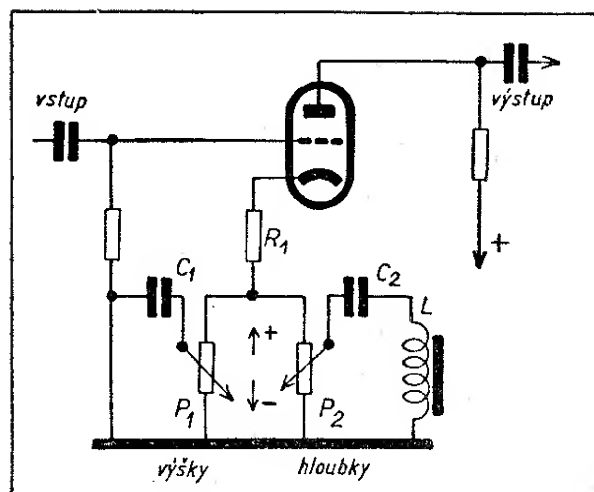 vstup
výstup
R1
+
C1
C2
L
+
-
P1
P2
výšky
hloubky